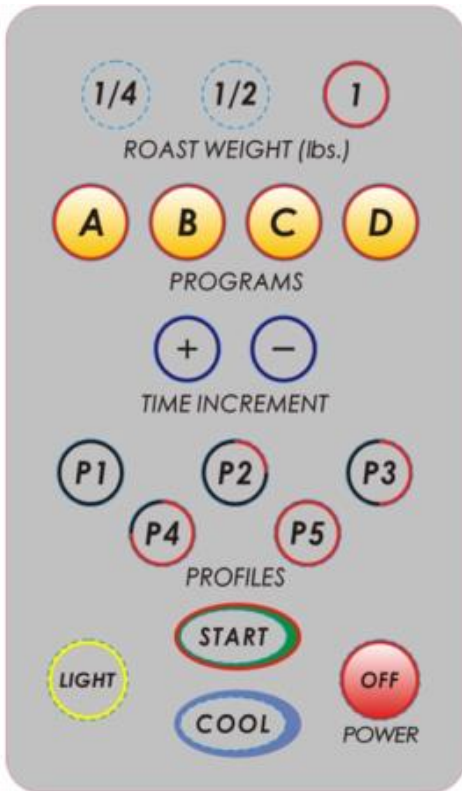 1/4 1/2 1
ROAST WEIGHT (lbs.)
A B C D
PROGRAMS
+ −
TIME INCREMENT
P1 P2 P3
P4 P5
PROFILES
START
LIGHT OFF
COOL
POWER